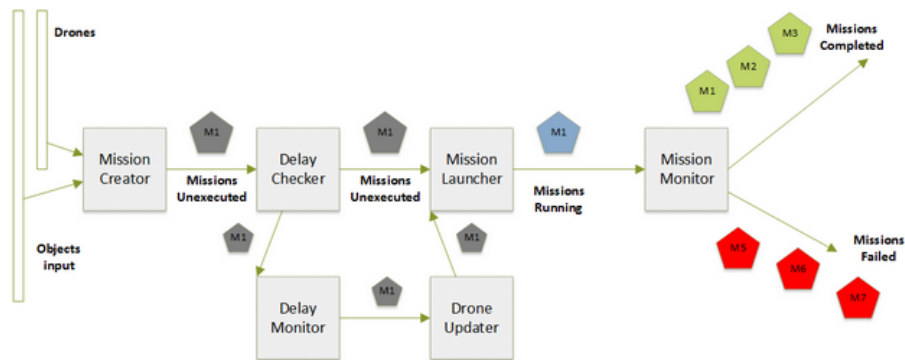 Drones
Objects
input
Mission
Creator
M1
Missions
Unexecuted
Delay
Checker
M1
Missions
Unexecuted
Mission
Launcher
M1
Missions
Running
Mission
Monitor
M1
M2
M3
Missions
Completed
M1
Delay
Monitor
M1
Drone
Updater
M1
M5
M6
M7
Missions
Failed